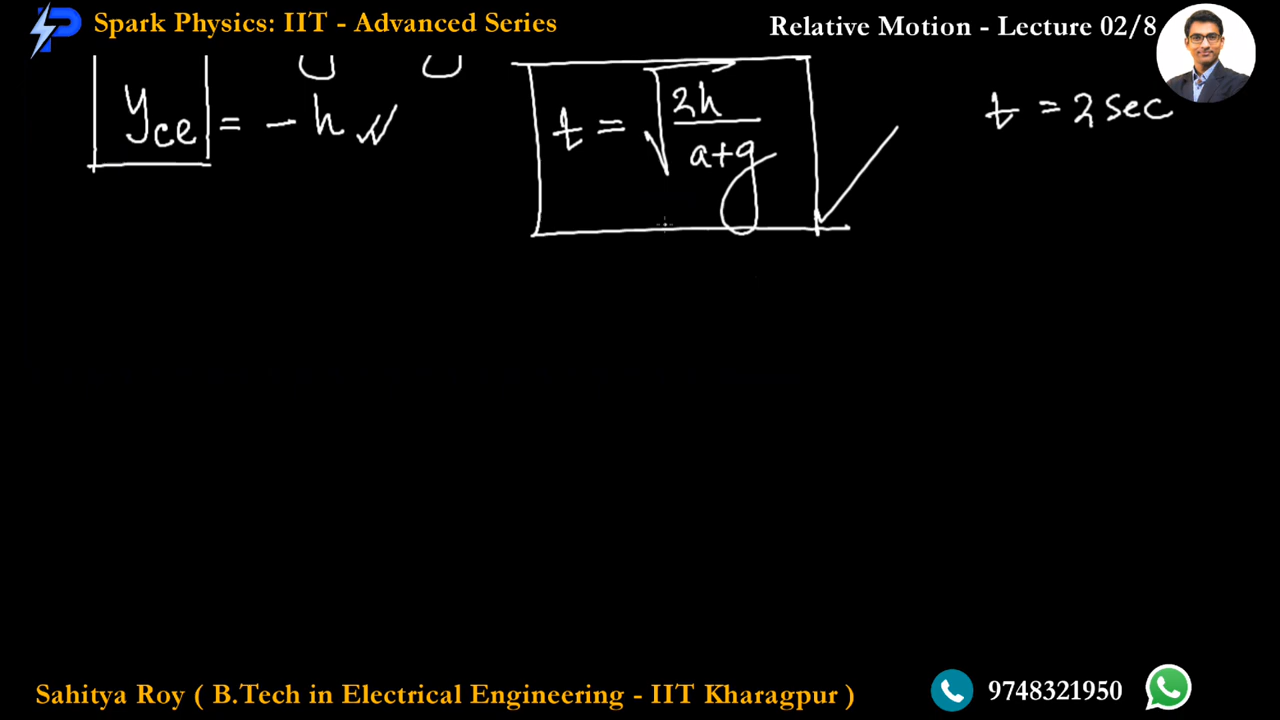 Spark Physics: IIT - Advanced Series
Relative Motion - Lecture 02/8
y_ce = - h
t = √(2h/(a+g))
t = 2 sec
Sahitya Roy ( B.Tech in Electrical Engineering - IIT Kharagpur )
9748321950